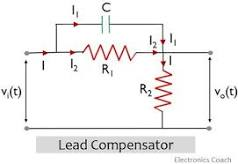 I₁ C
I I₂ R₁ I₂ I₁
I
vᵢ(t) R₂ vₒ(t)
Lead Compensator
Electronics Coach